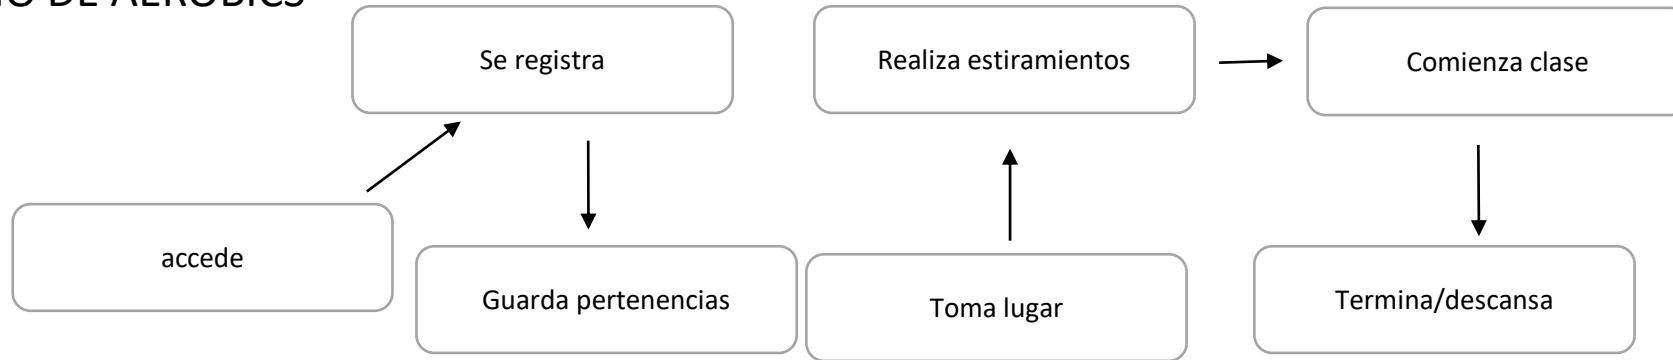 DE AEROBICS
accede
Se registra
Guarda pertenencias
Toma lugar
Realiza estiramientos
Comienza clase
Termina/descansa